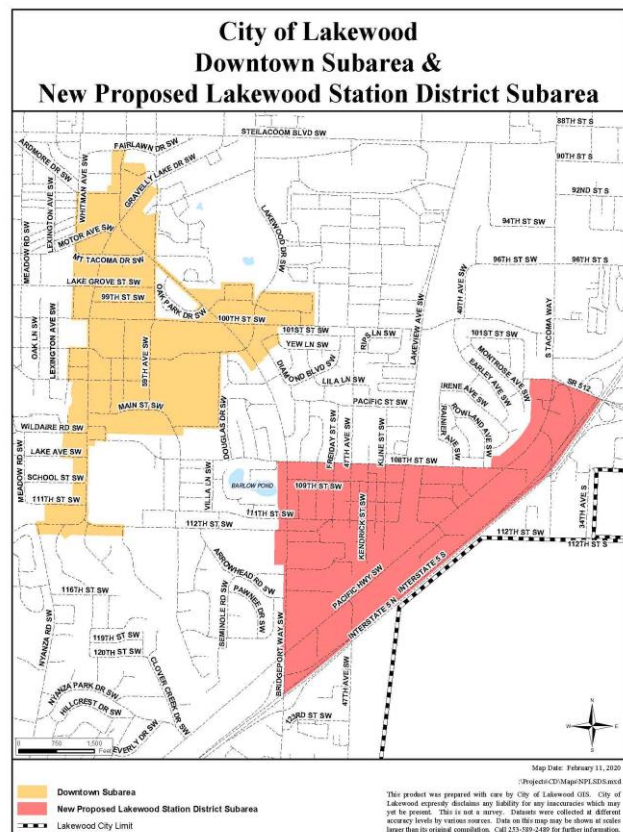 City of Lakewood
Downtown Subarea &
New Proposed Lakewood Station District Subarea
STEILACOOM BLVD SW
88TH ST S
FAIRLAWN DR SW
ARDMORE DR SW
90TH ST S
GRAVELLY LAKE DR SW
WHITMAN AVE SW
LEXINGTON AVE SW
MEADOW RD SW
92ND ST S
LAKEWOOD DR SW
94TH ST SW
MOTOR AVE SW
MT TACOMA DR SW
96TH ST SW
96TH ST S
40TH AVE SW
LAKE GROVE ST SW
99TH ST SW
OAK PARK DR SW
100TH ST SW
S TACOMA WAY
LAKEVIEW AVE SW
101ST ST SW
101ST ST SW
LN SW
YEW LN SW
OAK LN SW
LEXINGTON AVE SW
59TH AVE SW
MONTROSE AVE SW
EARLEY AVE SW
DIAMOND BLVD SW
LILA LN SW
IRENE AVE SW
SR 512
PACIFIC ST SW
ROWLAND AVE SW
RANIER AVE SW
MAIN ST SW
DOUGLAS DR SW
FREIDAY ST SW
47TH AVE SW
KLINE ST SW
WILDAIRE RD SW
108TH ST SW
LAKE AVE SW
MEADOW RD SW
SCHOOL ST SW
VILLA LN SW
BARLOW POND
109TH ST SW
111TH ST SW
111TH ST SW
34TH AVE S
112TH ST SW
KENDRICK ST SW
112TH ST SW
112TH ST S
ARROWHEAD RD SW
PACIFIC HWY SW
INTERSTATE 5 N
INTERSTATE 5 S
116TH ST SW
PAWNEE DR SW
SEMINOLE RD SW
BRIDGEPORT WAY SW
NYANZA RD SW
119TH ST SW
120TH ST SW
CLOVER CREEK DR SW
47TH AVE SW
NYANZA PARK DR SW
HILLCREST DR SW
123RD ST SW
EVERLY DR SW
0 750 1,500
Feet
N
W E
S
Map Date: February 11, 2020
:\Projects\CD\Maps\NPLSDS.mxd
Downtown Subarea
New Proposed Lakewood Station District Subarea
Lakewood City Limit
This product was prepared with care by City of Lakewood GIS. City of
Lakewood expressly disclaims any liability for any inaccuracies which may
yet be present. This is not a survey. Datasets were collected at different
accuracy levels by various sources. Data on this map may be shown at scales
larger than its original compilation. Call 253-589-2489 for further information.